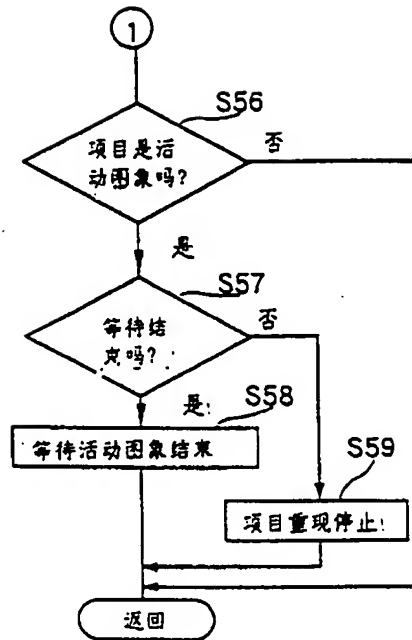 1
S56
项目是活
动图象吗?
否
是
S57
等待结
束吗?
否
是
S58
等待活动图象结束
S59
项目重现停止
返回